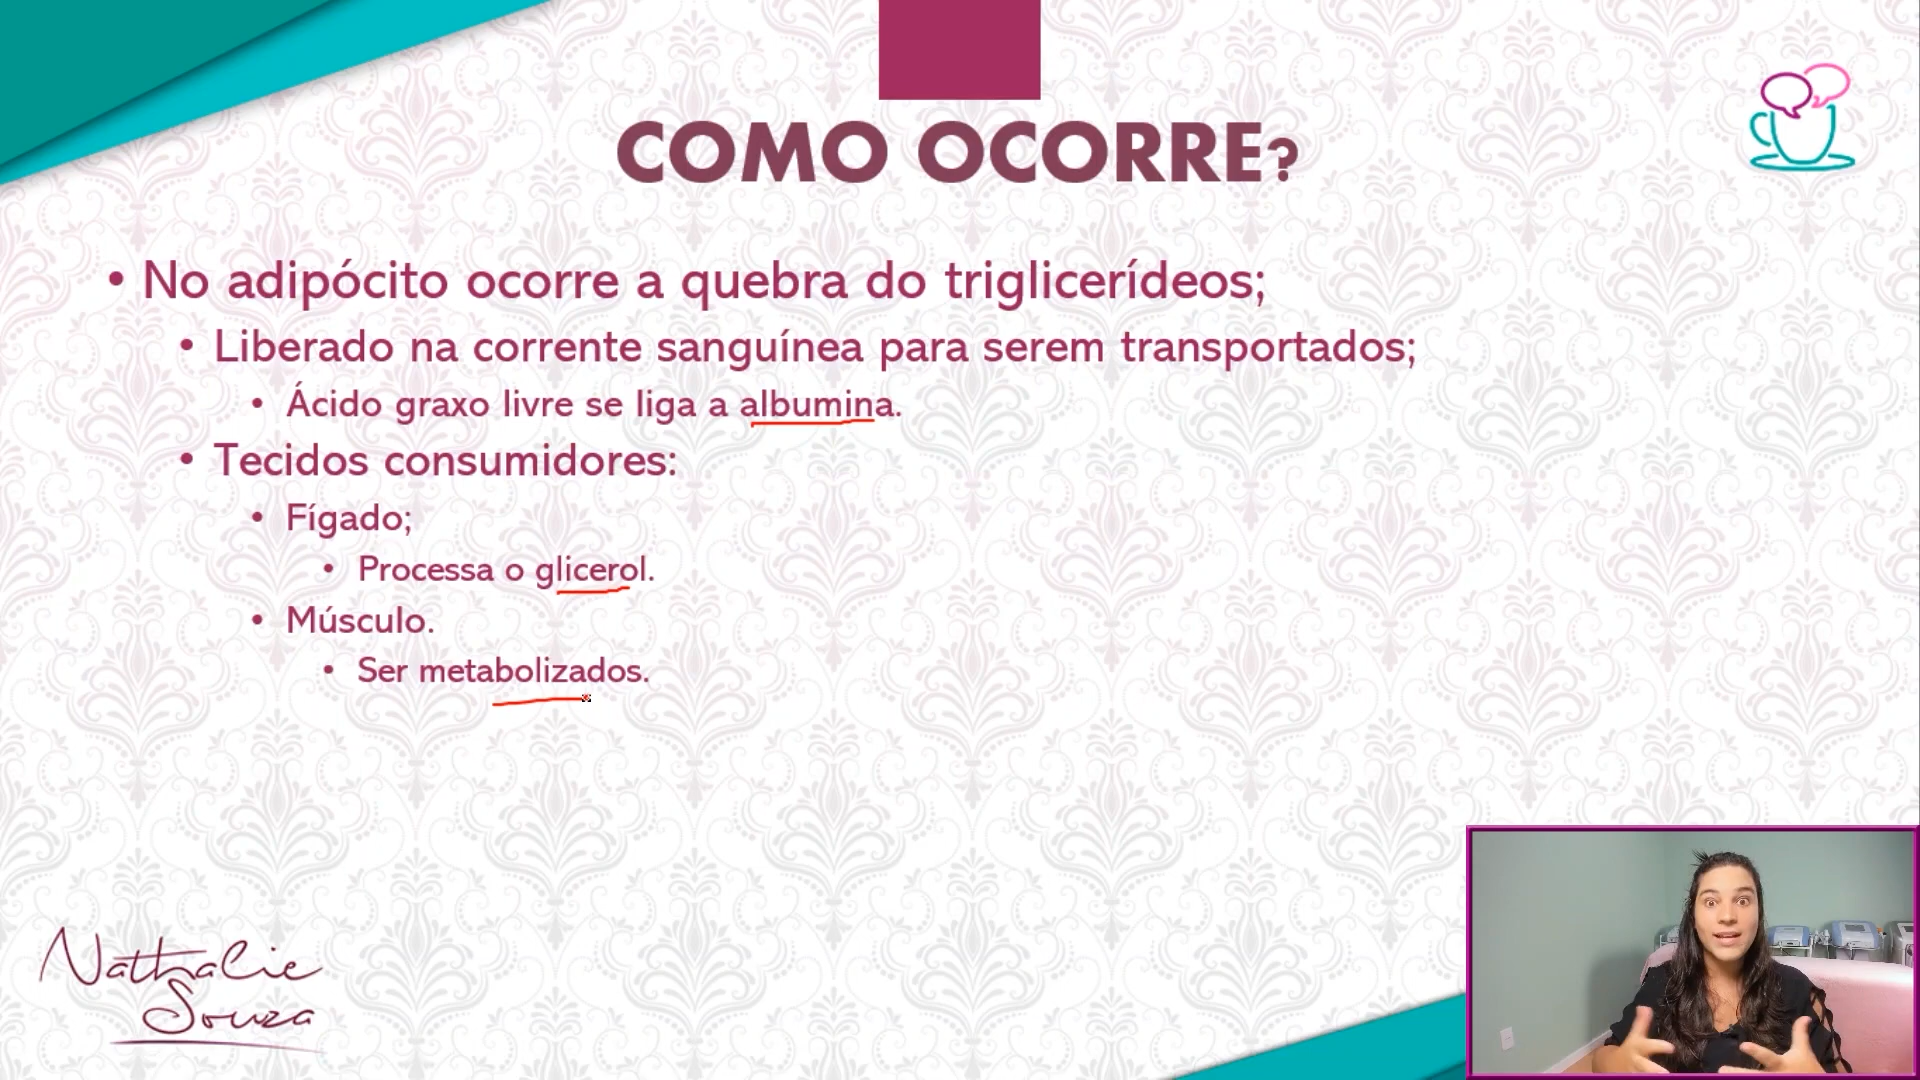 COMO OCORRE?
• No adipócito ocorre a quebra do triglicerídeos;
• Liberado na corrente sanguínea para serem transportados;
• Ácido graxo livre se liga a albumina.
• Tecidos consumidores:
• Fígado;
• Processa o glicerol.
• Músculo.
• Ser metabolizados.
Nathalie
Souza